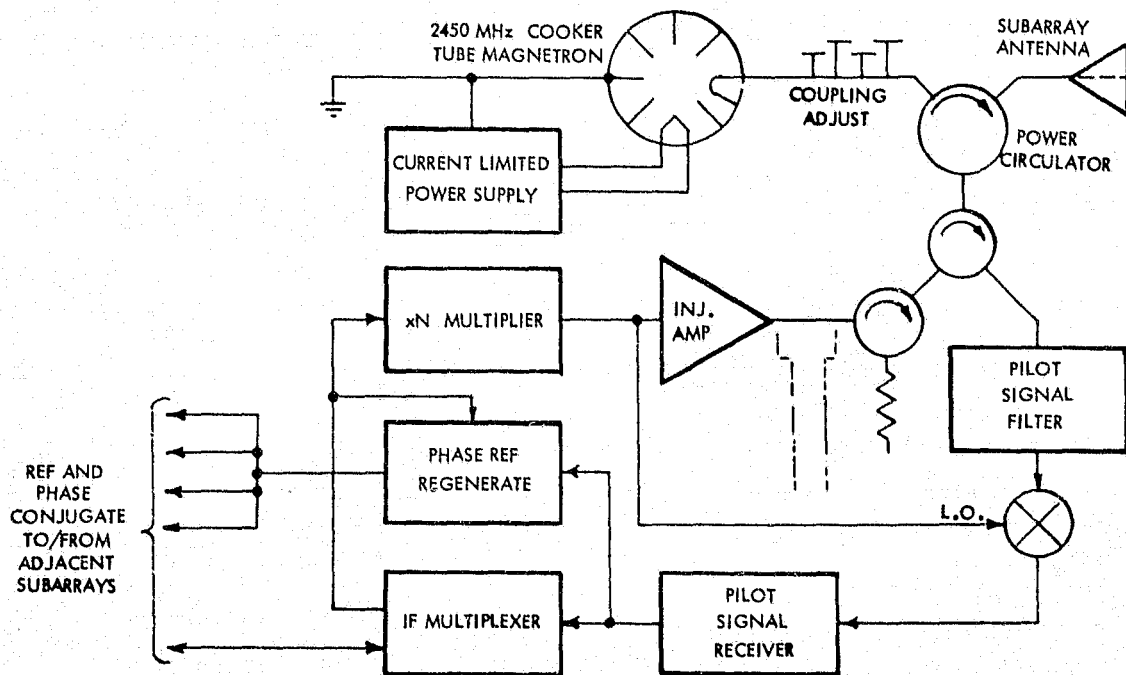 2450 MHz COOKER
TUBE MAGNETRON
SUBARRAY
ANTENNA
COUPLING
ADJUST
POWER
CIRCULATOR
CURRENT LIMITED
POWER SUPPLY
xN MULTIPLIER
INJ.
AMP
PILOT
SIGNAL
FILTER
PHASE REF
REGENERATE
REF AND
PHASE
CONJUGATE
TO/FROM
ADJACENT
SUBARRAYS
L.O.
IF MULTIPLEXER
PILOT
SIGNAL
RECEIVER